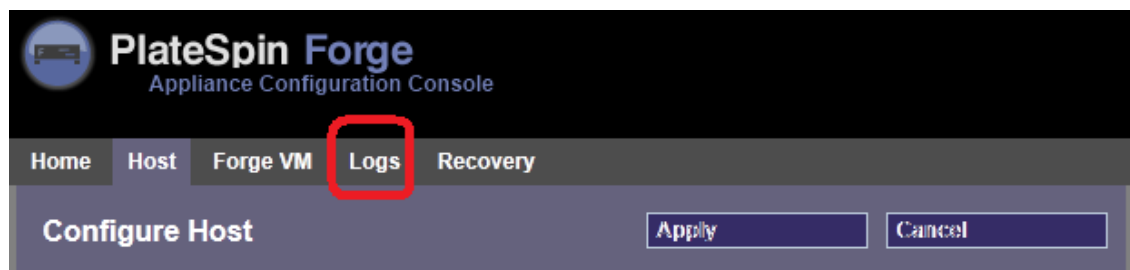 PlateSpin Forge
Appliance Configuration Console
Home Host Forge VM Logs Recovery
Configure Host Apply Cancel